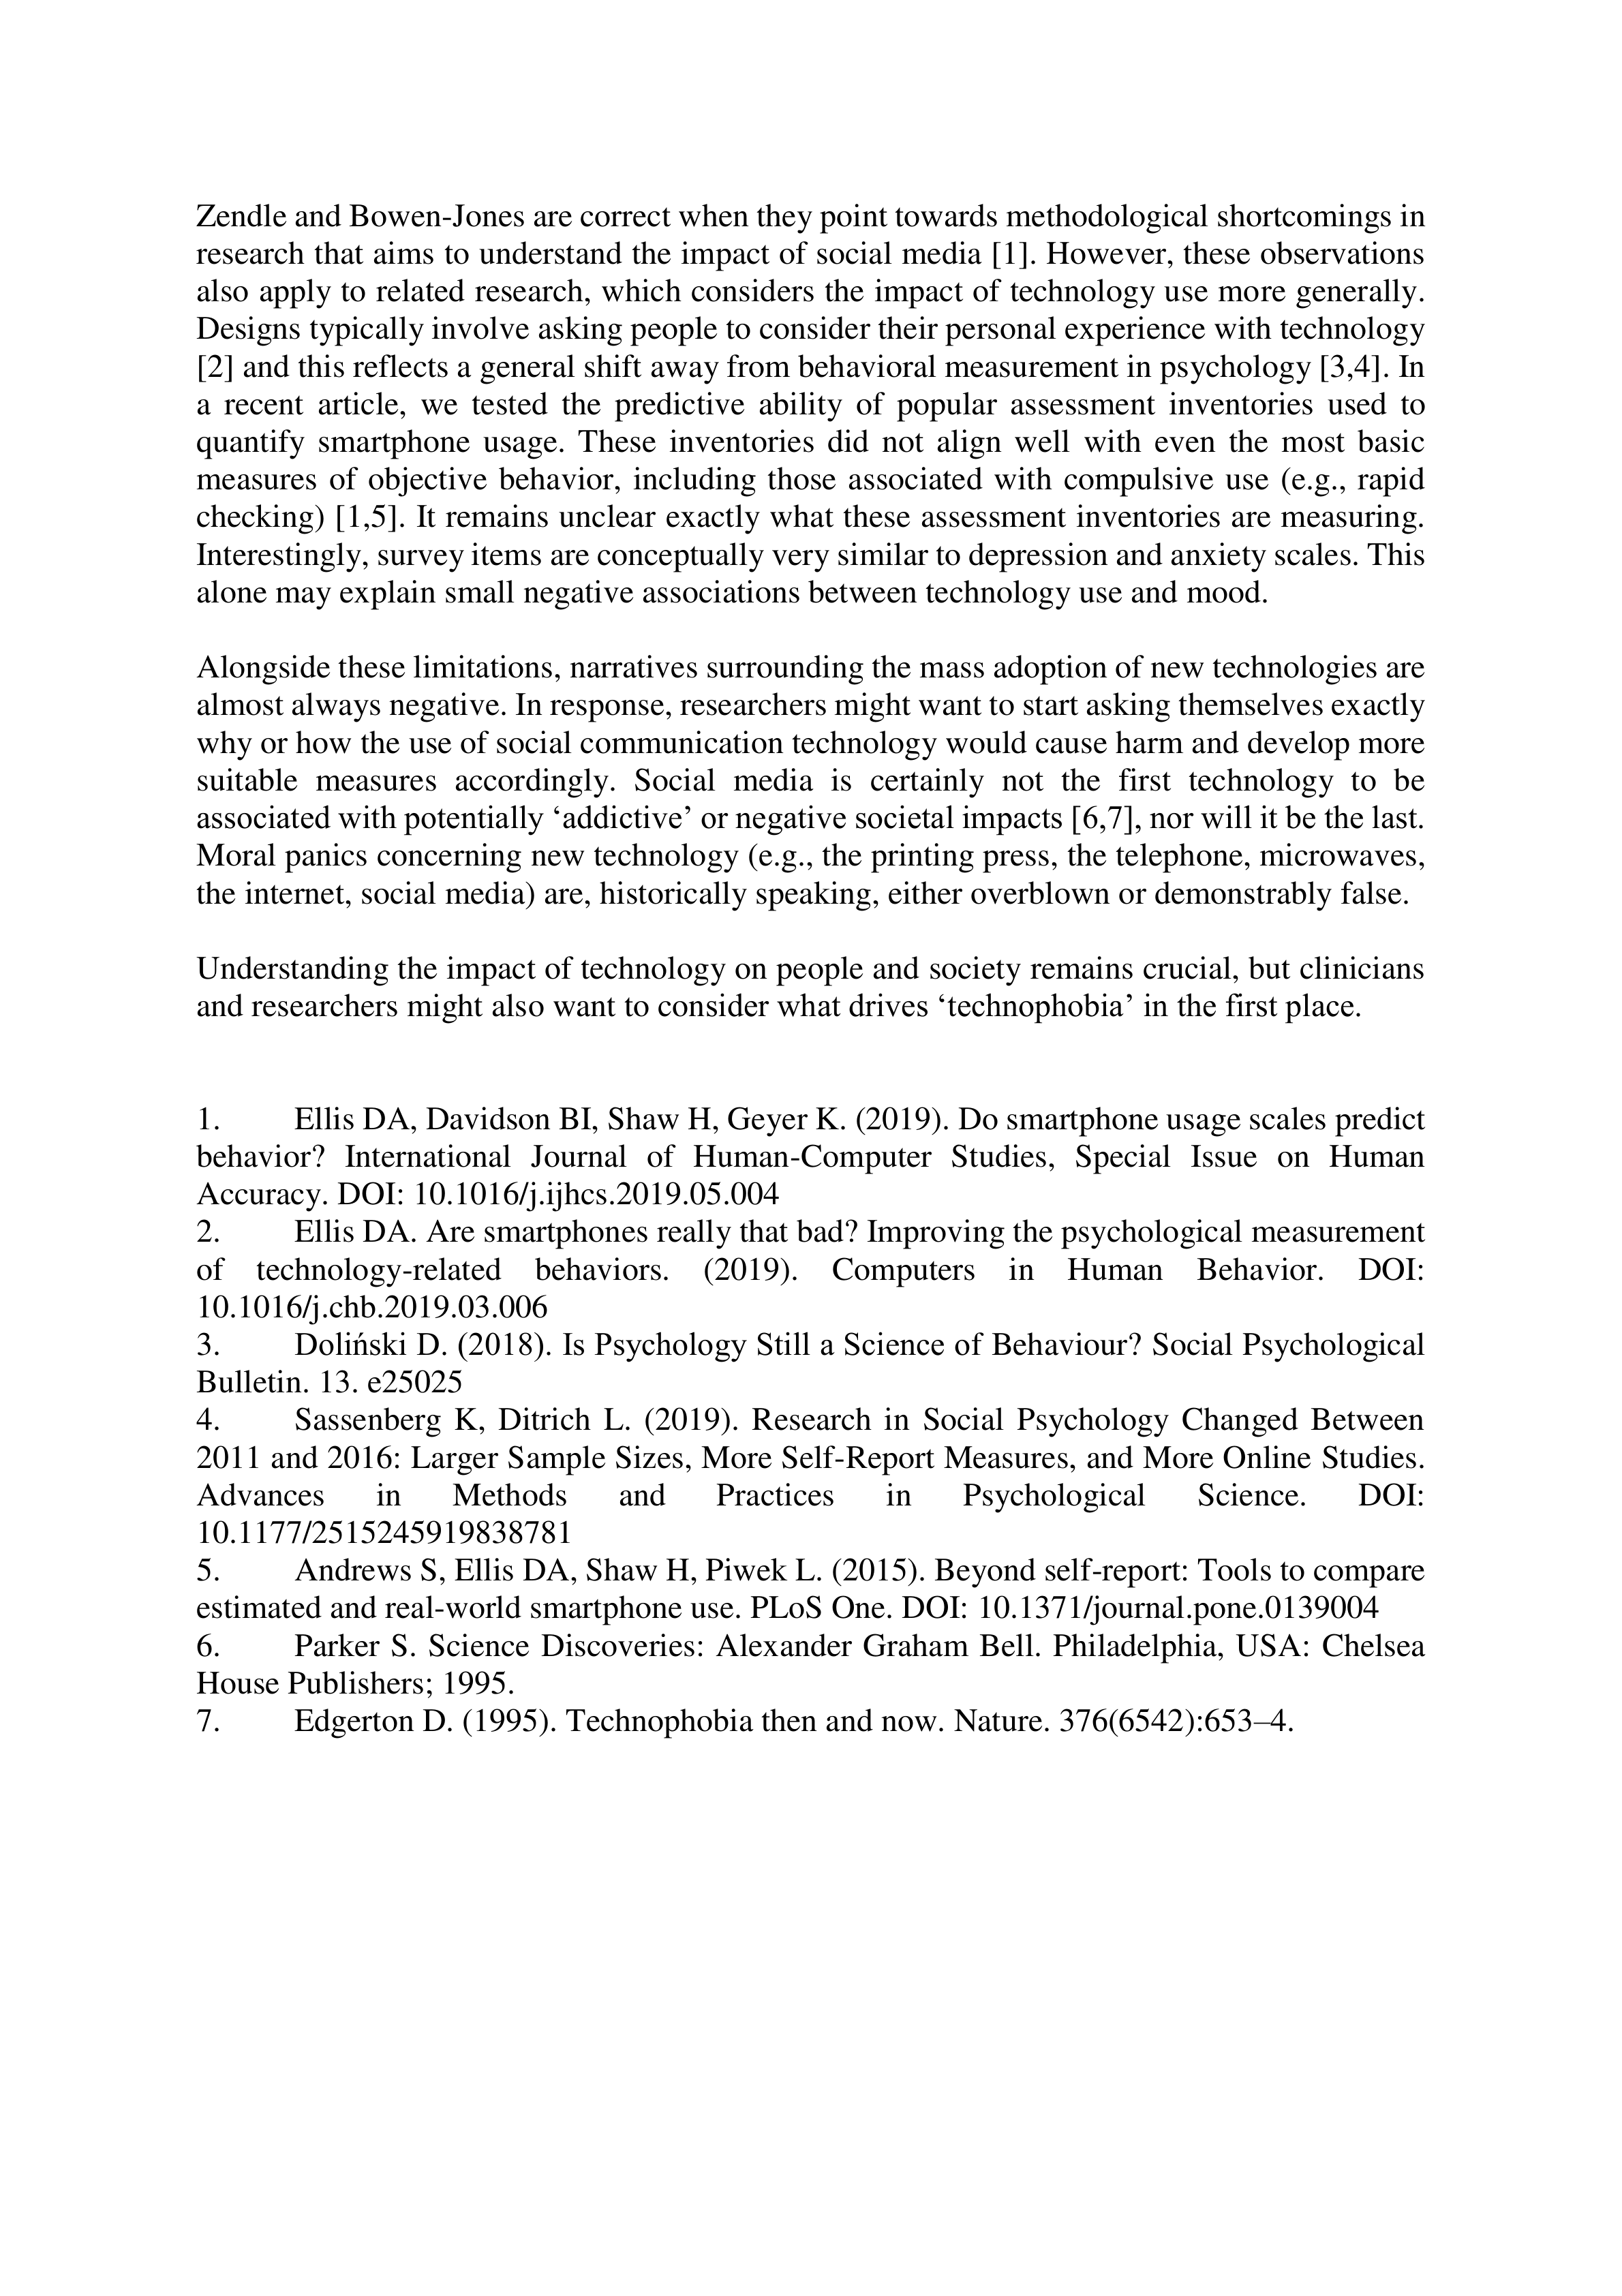 Zendle and Bowen-Jones are correct when they point towards methodological shortcomings in
research that aims to understand the impact of social media [1]. However, these observations
also apply to related research, which considers the impact of technology use more generally.
Designs typically involve asking people to consider their personal experience with technology
[2] and this reflects a general shift away from behavioral measurement in psychology [3,4]. In
a recent article, we tested the predictive ability of popular assessment inventories used to
quantify smartphone usage. These inventories did not align well with even the most basic
measures of objective behavior, including those associated with compulsive use (e.g., rapid
checking) [1,5]. It remains unclear exactly what these assessment inventories are measuring.
Interestingly, survey items are conceptually very similar to depression and anxiety scales. This
alone may explain small negative associations between technology use and mood.
Alongside these limitations, narratives surrounding the mass adoption of new technologies are
almost always negative. In response, researchers might want to start asking themselves exactly
why or how the use of social communication technology would cause harm and develop more
suitable measures accordingly. Social media is certainly not the first technology to be
associated with potentially ‘addictive’ or negative societal impacts [6,7], nor will it be the last.
Moral panics concerning new technology (e.g., the printing press, the telephone, microwaves,
the internet, social media) are, historically speaking, either overblown or demonstrably false.
Understanding the impact of technology on people and society remains crucial, but clinicians
and researchers might also want to consider what drives ‘technophobia’ in the first place.
1. Ellis DA, Davidson BI, Shaw H, Geyer K. (2019). Do smartphone usage scales predict
behavior? International Journal of Human-Computer Studies, Special Issue on Human
Accuracy. DOI: 10.1016/j.ijhcs.2019.05.004
2. Ellis DA. Are smartphones really that bad? Improving the psychological measurement
of technology-related behaviors. (2019). Computers in Human Behavior. DOI:
10.1016/j.chb.2019.03.006
3. Doliński D. (2018). Is Psychology Still a Science of Behaviour? Social Psychological
Bulletin. 13. e25025
4. Sassenberg K, Ditrich L. (2019). Research in Social Psychology Changed Between
2011 and 2016: Larger Sample Sizes, More Self-Report Measures, and More Online Studies.
Advances in Methods and Practices in Psychological Science. DOI:
10.1177/2515245919838781
5. Andrews S, Ellis DA, Shaw H, Piwek L. (2015). Beyond self-report: Tools to compare
estimated and real-world smartphone use. PLoS One. DOI: 10.1371/journal.pone.0139004
6. Parker S. Science Discoveries: Alexander Graham Bell. Philadelphia, USA: Chelsea
House Publishers; 1995.
7. Edgerton D. (1995). Technophobia then and now. Nature. 376(6542):653–4.